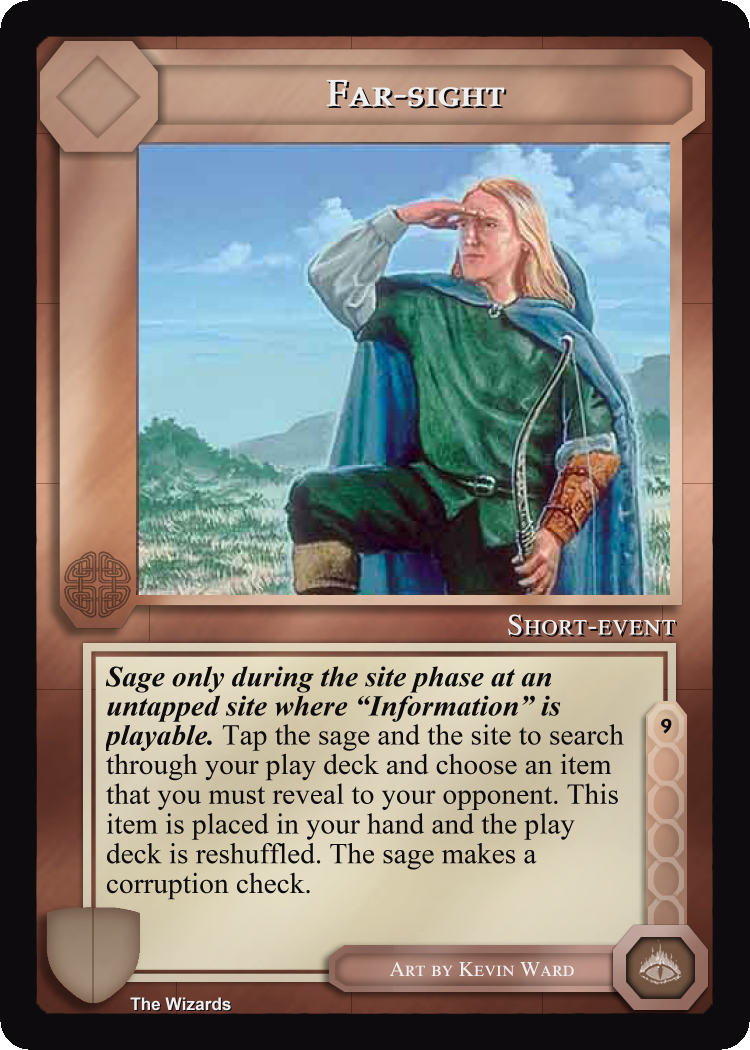 Far-sight
Short-event
Sage only during the site phase at an
untapped site where “Information” is
playable. Tap the sage and the site to search
through your play deck and choose an item
that you must reveal to your opponent. This
item is placed in your hand and the play
deck is reshuffled. The sage makes a
corruption check.
9
Art by Kevin Ward
The Wizards